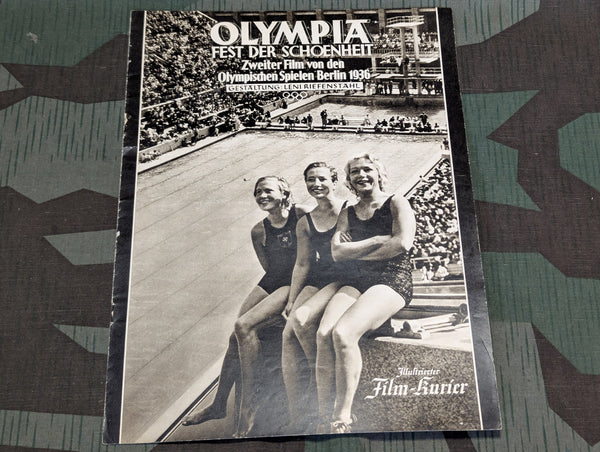 OLYMPIA
FEST DER SCHOENHEIT
Zweiter Film von den
Olympischen Spielen Berlin 1936
GESTALTUNG: LENI RIEFENSTAHL
Illustrierter
Film-Kurier